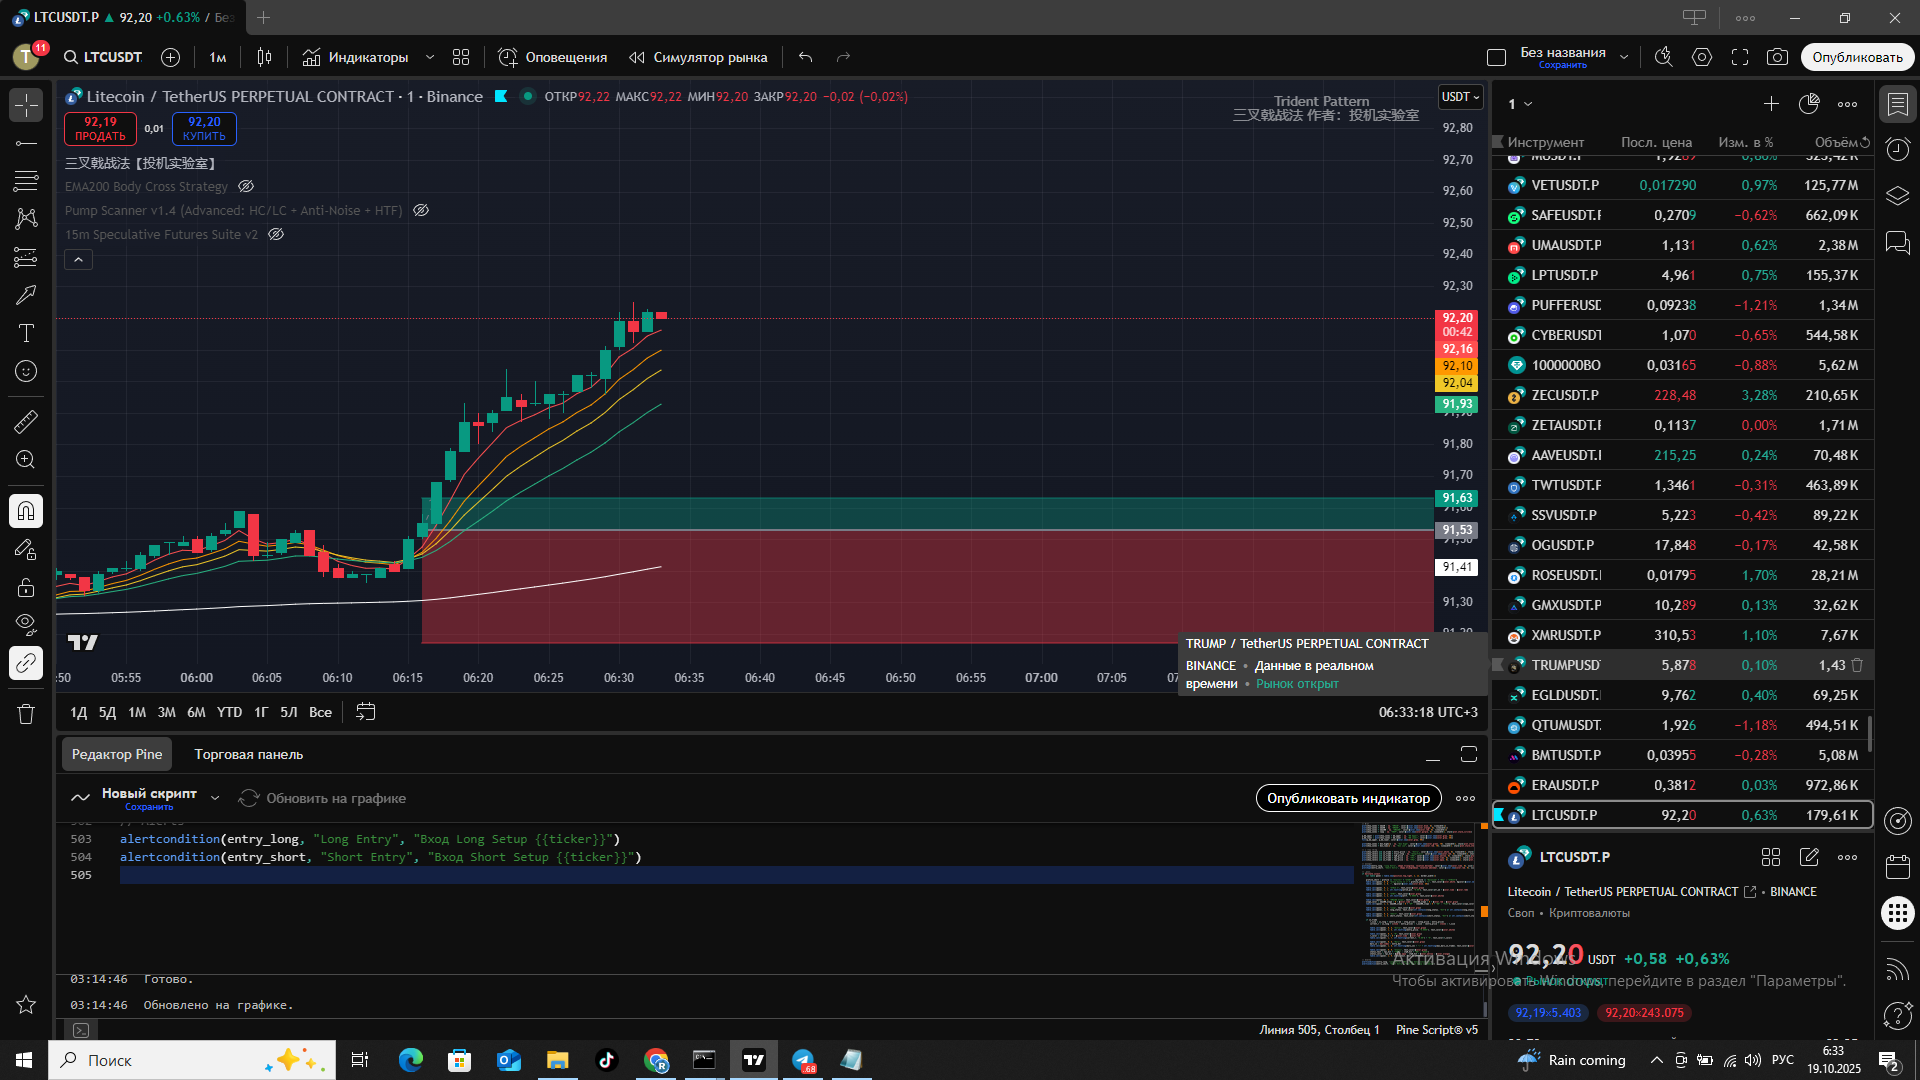 LTCUSDT.P ▲ 92,20 +0.63% / Бе
T
11
LTCUSDT
1м
Индикаторы
Оповещения
Симулятор рынка
Без названия
Сохранить
Опубликовать
Litecoin / TetherUS PERPETUAL CONTRACT · 1 · Binance
ОТКР92,22 МАКС92,22 МИН92,20 ЗАКР92,20 −0,02 (−0,02%)
Trident Pattern
三叉戟战法 作者：投机实验室
USDT
92,19
ПРОДАТЬ
0,01
92,20
КУПИТЬ
三叉戟战法【投机实验室】
EMA200 Body Cross Strategy
Pump Scanner v1.4 (Advanced: HC/LC + Anti-Noise + HTF)
15m Speculative Futures Suite v2
92,80
92,70
92,60
92,50
92,40
92,30
92,20
00:42
92,16
92,10
92,04
91,93
91,80
91,70
91,63
91,53
91,41
91,30
:50
05:55
06:00
06:05
06:10
06:15
06:20
06:25
06:30
06:35
06:40
06:45
06:50
06:55
07:00
07:05
TRUMP / TetherUS PERPETUAL CONTRACT
BINANCE • Данные в реальном
времени • Рынок открыт
1Д 5Д 1М 3М 6М YTD 1Г 5Л Все
06:33:18 UTC+3
Редактор Pine
Торговая панель
Новый скрипт
Сохранить
Обновить на графике
Опубликовать индикатор
503 alertcondition(entry_long, "Long Entry", "Вход Long Setup {{ticker}}")
504 alertcondition(entry_short, "Short Entry", "Вход Short Setup {{ticker}}")
505
03:14:46 Готово.
03:14:46 Обновлено на графике.
Линия 505, Столбец 1 Pine Script® v5
1
Инструмент Посл. цена Изм. в % Объём
VETUSDT.P 0,017290 0,97% 125,77 M
SAFEUSDT.F 0,2709 −0,62% 662,09 K
UMAUSDT.P 1,131 0,62% 2,38 M
LPTUSDT.P 4,961 0,75% 155,37 K
PUFFERUSD 0,09238 −1,21% 1,34 M
CYBERUSDT 1,070 −0,65% 544,58 K
1000000BO 0,03165 −0,88% 5,62 M
ZECUSDT.P 228,48 3,28% 210,65 K
ZETAUSDT.F 0,1137 0,00% 1,71 M
AAVEUSDT.I 215,25 0,24% 70,48 K
TWTUSDT.F 1,3461 −0,31% 463,89 K
SSVUSDT.P 5,223 −0,42% 89,22 K
OGUSDT.P 17,848 −0,17% 42,58 K
ROSEUSDT.I 0,01795 1,70% 28,21 M
GMXUSDT.P 10,289 0,13% 32,62 K
XMRUSDT.P 310,53 1,10% 7,67 K
TRUMPUSD 5,878 0,10% 1,43
EGLDUSDT. 9,762 0,40% 69,25 K
QTUMUSDT. 1,926 −1,18% 494,51 K
BMTUSDT.P 0,03955 −0,28% 5,08 M
ERAUSDT.P 0,3812 0,03% 972,86 K
LTCUSDT.P 92,20 0,63% 179,61 K
LTCUSDT.P
Litecoin / TetherUS PERPETUAL CONTRACT • BINANCE
Своп • Криптовалюты
92,20 USDT +0,58 +0,63%
Рынок открыт
Активация Windows
Чтобы активировать Windows, перейдите в раздел "Параметры".
92,19×5.403 92,20×243.075
Поиск
.68
Rain coming
РУС
6:33
19.10.2025
2